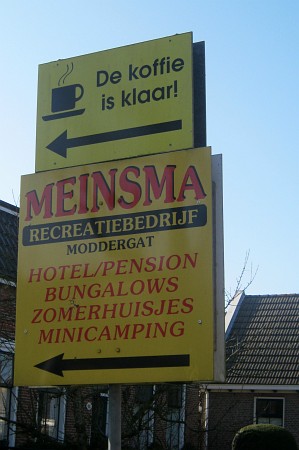 De koffie
is klaar!
MEINSMA
RECREATIEBEDRIJF
MODDERGAT
HOTEL/PENSION
BUNGALOWS
ZOMERHUISJES
MINICAMPING